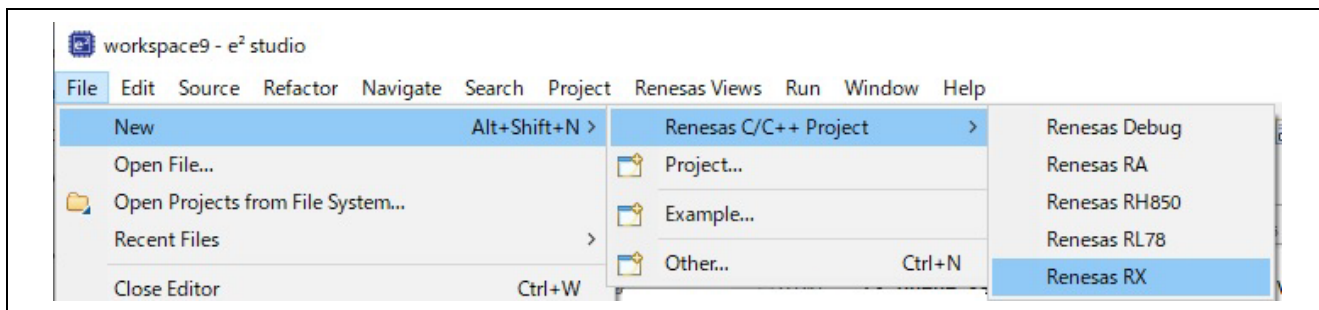 workspace9 - e² studio
File Edit Source Refactor Navigate Search Project Renesas Views Run Window Help
New Alt+Shift+N >
Open File...
Open Projects from File System...
Recent Files >
Close Editor Ctrl+W
Renesas C/C++ Project >
Project...
Example...
Other... Ctrl+N
Renesas Debug
Renesas RA
Renesas RH850
Renesas RL78
Renesas RX